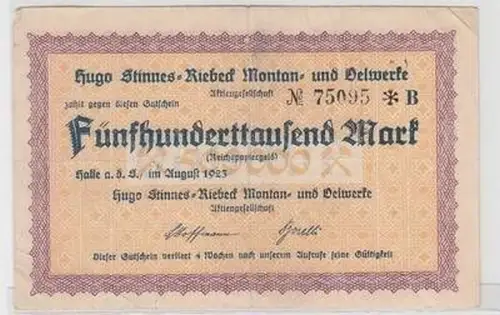 Hugo Stinnes-Riebeck Montan- und Oelwerke
Aktiengesellschaft
zahlt gegen diesen Gutschein № 75095 * B
Fünfhunderttausend Mark
(Reichspapiergeld)
Halle a.d.S. im August 1923
Hugo Stinnes-Riebeck Montan- und Oelwerke
Aktiengesellschaft
Dieser Gutschein verliert 4 Wochen nach unserem Aufrufe seine Gültigkeit